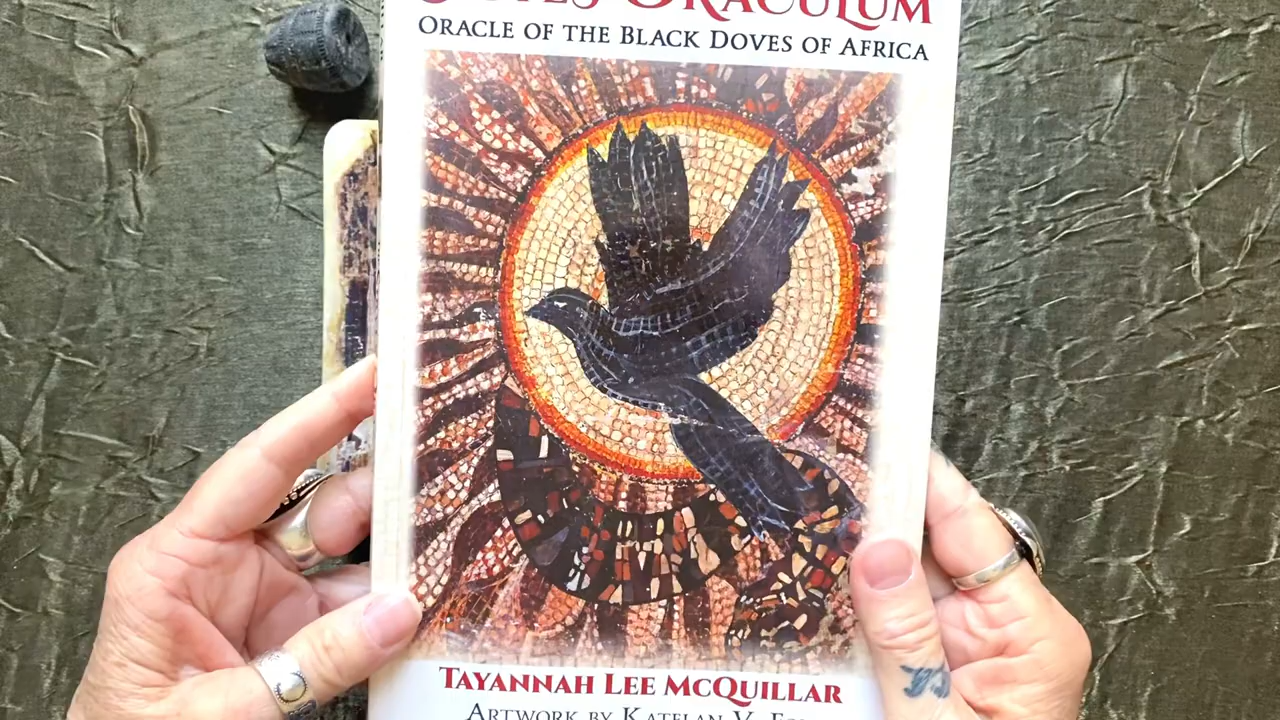 ORACULUM
ORACLE OF THE BLACK DOVES OF AFRICA
TAYANNAH LEE MCQUILLAR
ARTWORK BY KATELAN V.